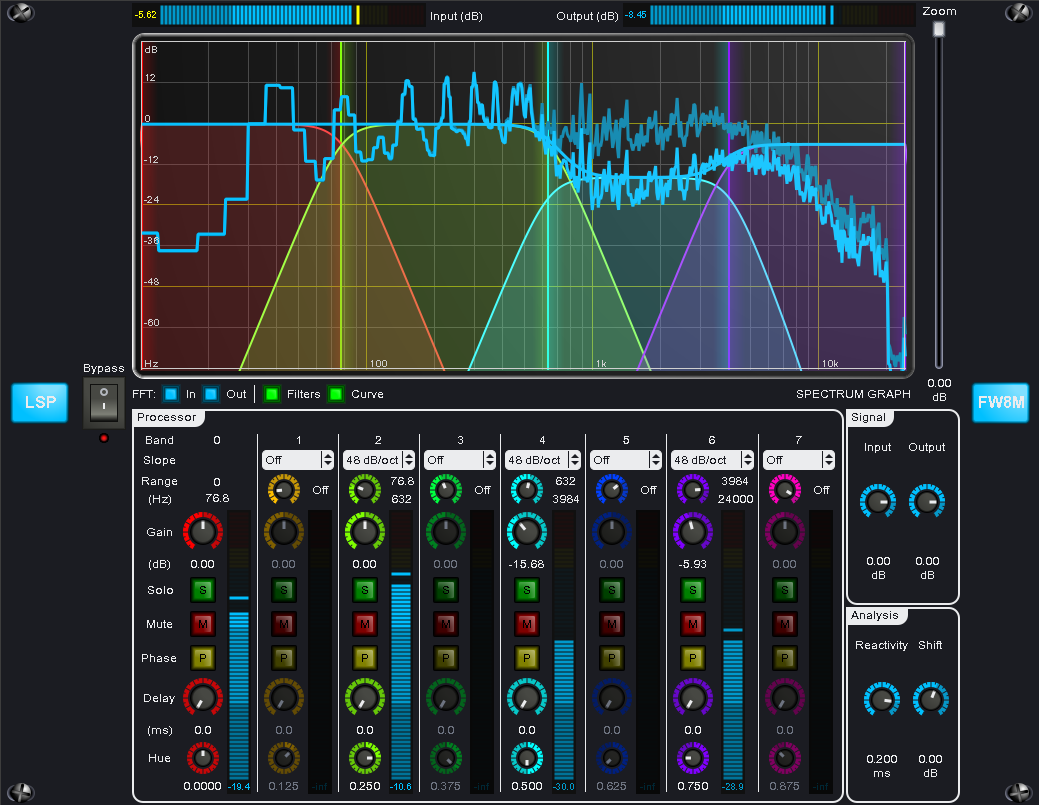 -5.62 Input (dB) Output (dB) -8.45 Zoom
dB
12
0
-12
-24
-36
-48
-60
Hz 100 1k 10k
Bypass
0.00
dB
FFT: In Out Filters Curve SPECTRUM GRAPH
LSP
FW8M
Processor
Band 0 1 2 3 4 5 6 7
Slope Off 48 dB/oct Off 48 dB/oct Off 48 dB/oct Off
Range 0 Off 76.8 Off 632 Off 3984 Off
(Hz) 76.8 632 3984 24000
Gain
(dB) 0.00 0.00 0.00 0.00 -15.68 0.00 -5.93 0.00
Solo S S S S S S S S
Mute M M M M M M M M
Phase P P P P P P P P
Delay
(ms) 0.0 0.0 0.0 0.0 0.0 0.0 0.0 0.0
Hue
0.0000 -19.4 0.125 -inf 0.250 -10.6 0.375 -inf 0.500 -30.0 0.625 -inf 0.750 -28.9 0.875 -inf
Signal
Input Output
0.00 0.00
dB dB
Analysis
Reactivity Shift
0.200 0.00
ms dB